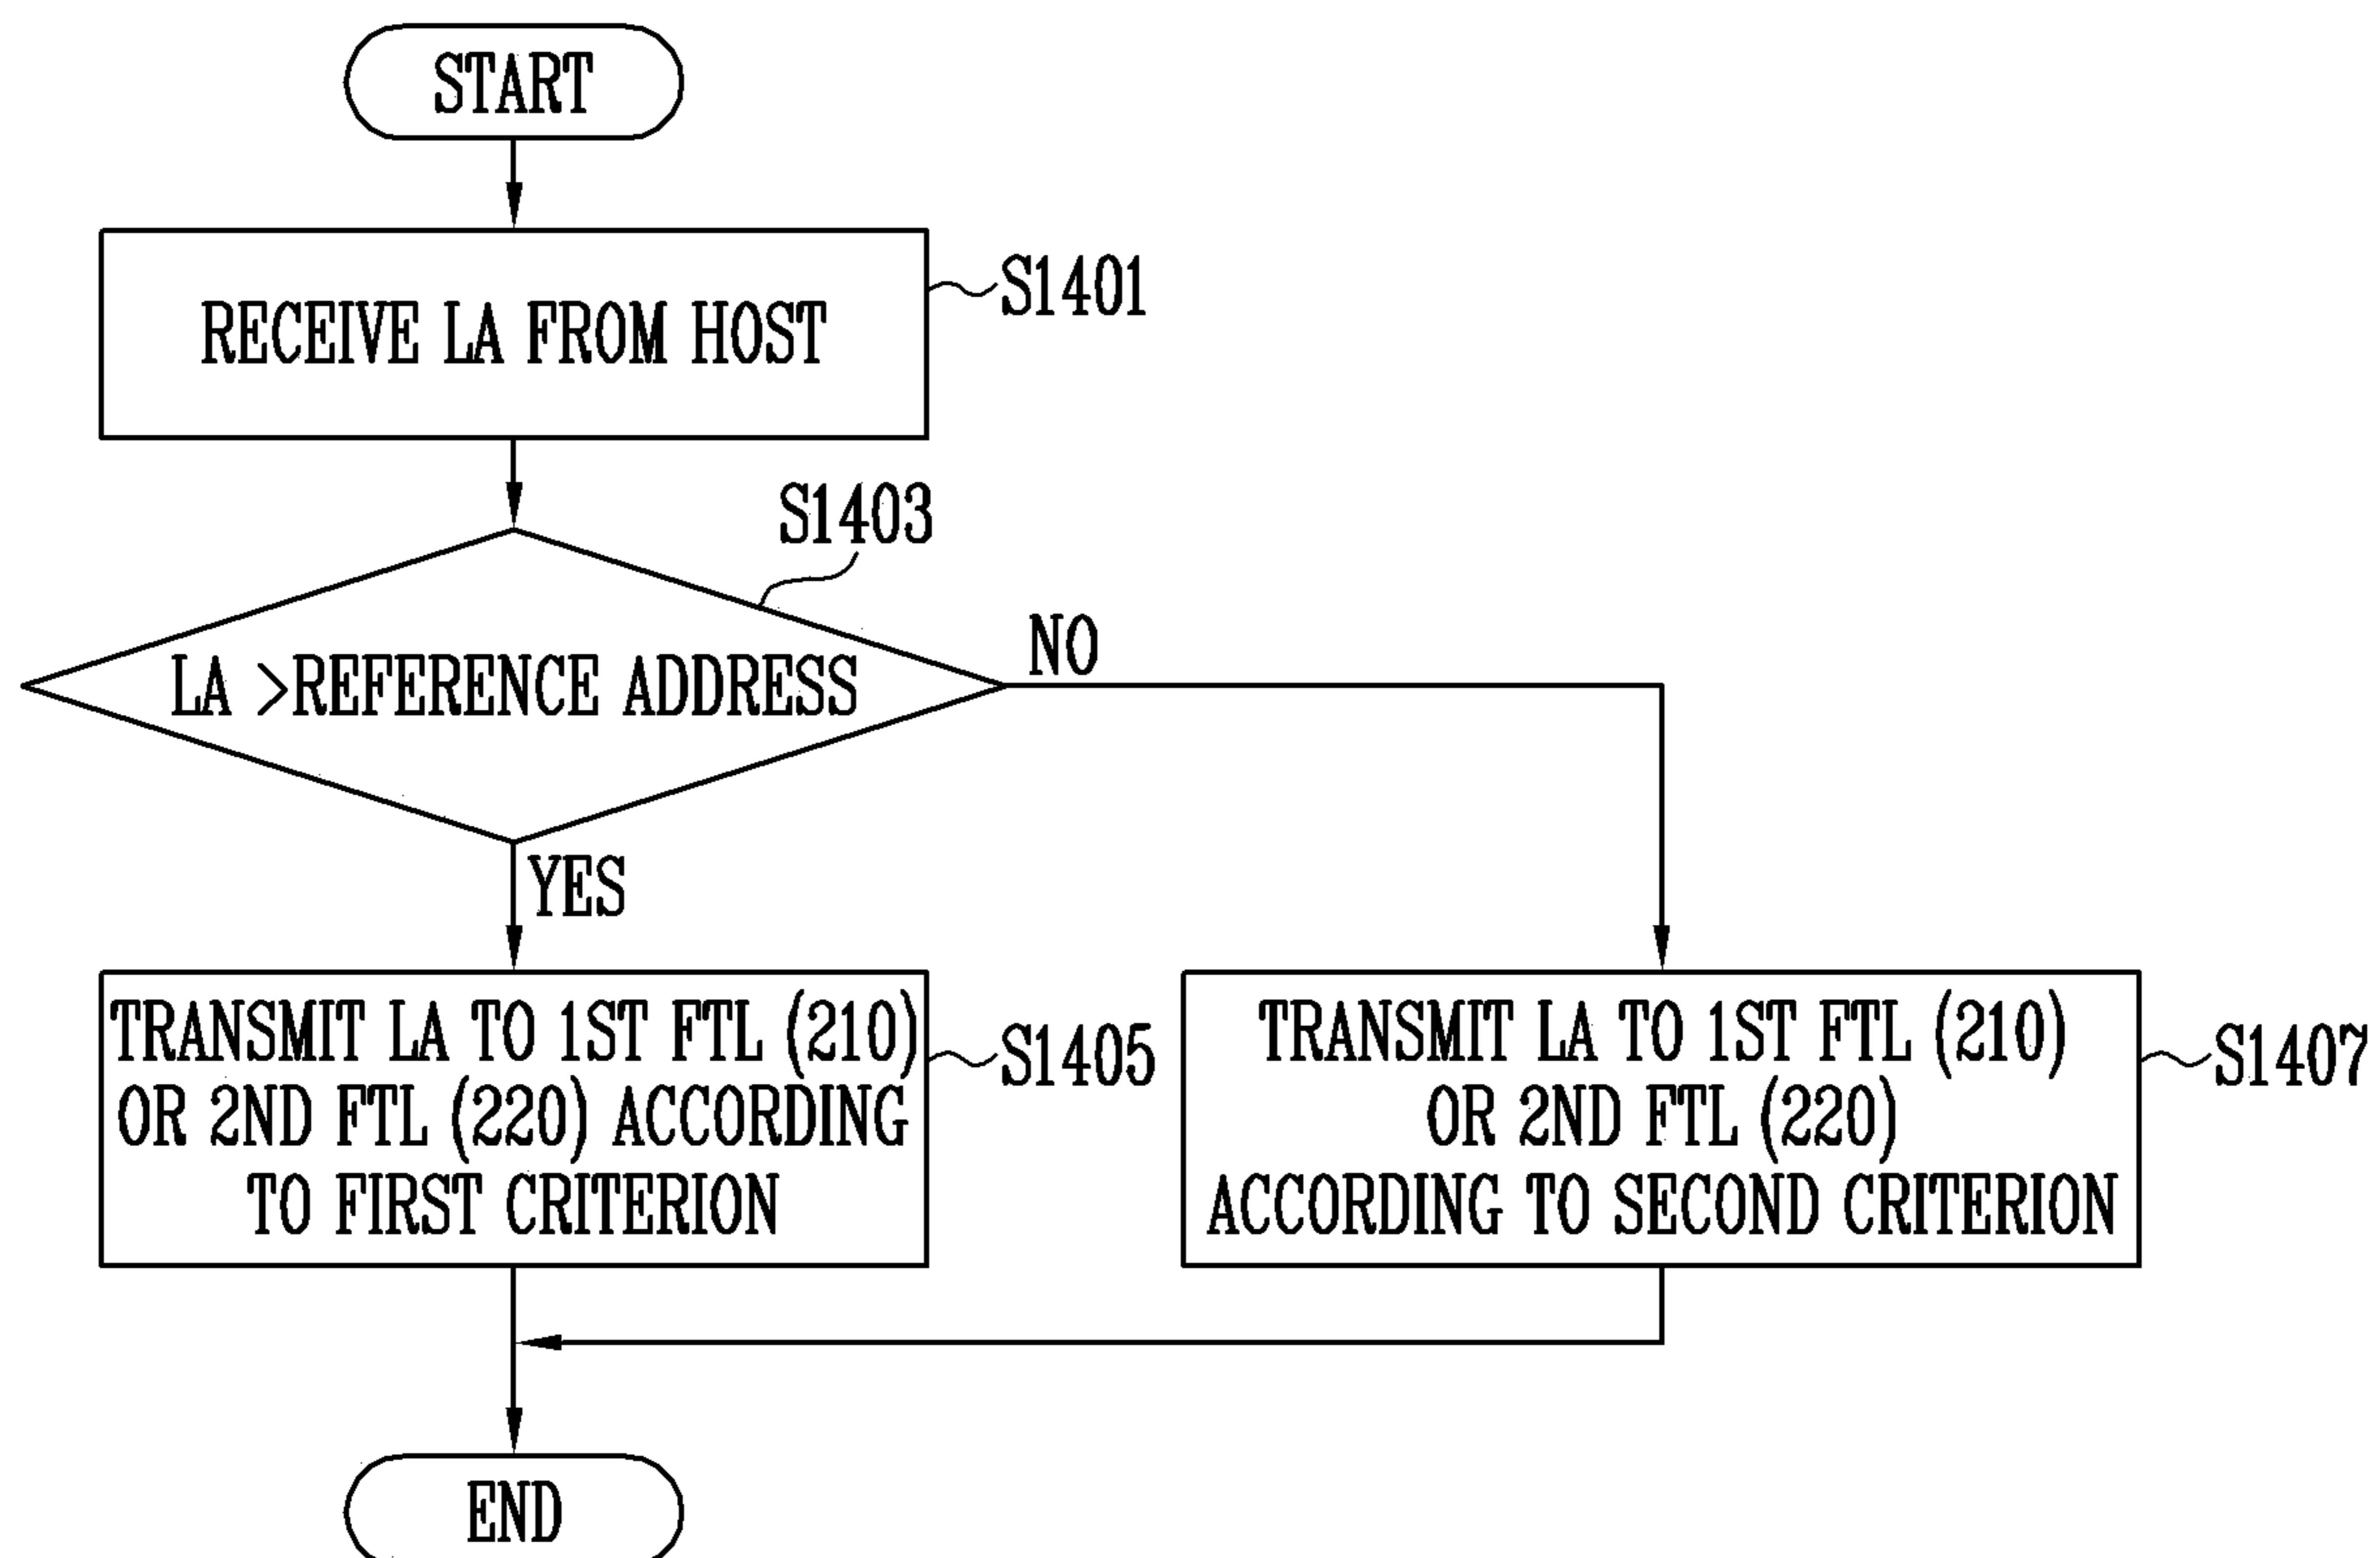 START
RECEIVE LA FROM HOST
S1401
S1403
LA >REFERENCE ADDRESS
NO
YES
TRANSMIT LA TO 1ST FTL (210)
OR 2ND FTL (220) ACCORDING
TO FIRST CRITERION
S1405
TRANSMIT LA TO 1ST FTL (210)
OR 2ND FTL (220)
ACCORDING TO SECOND CRITERION
S1407
END